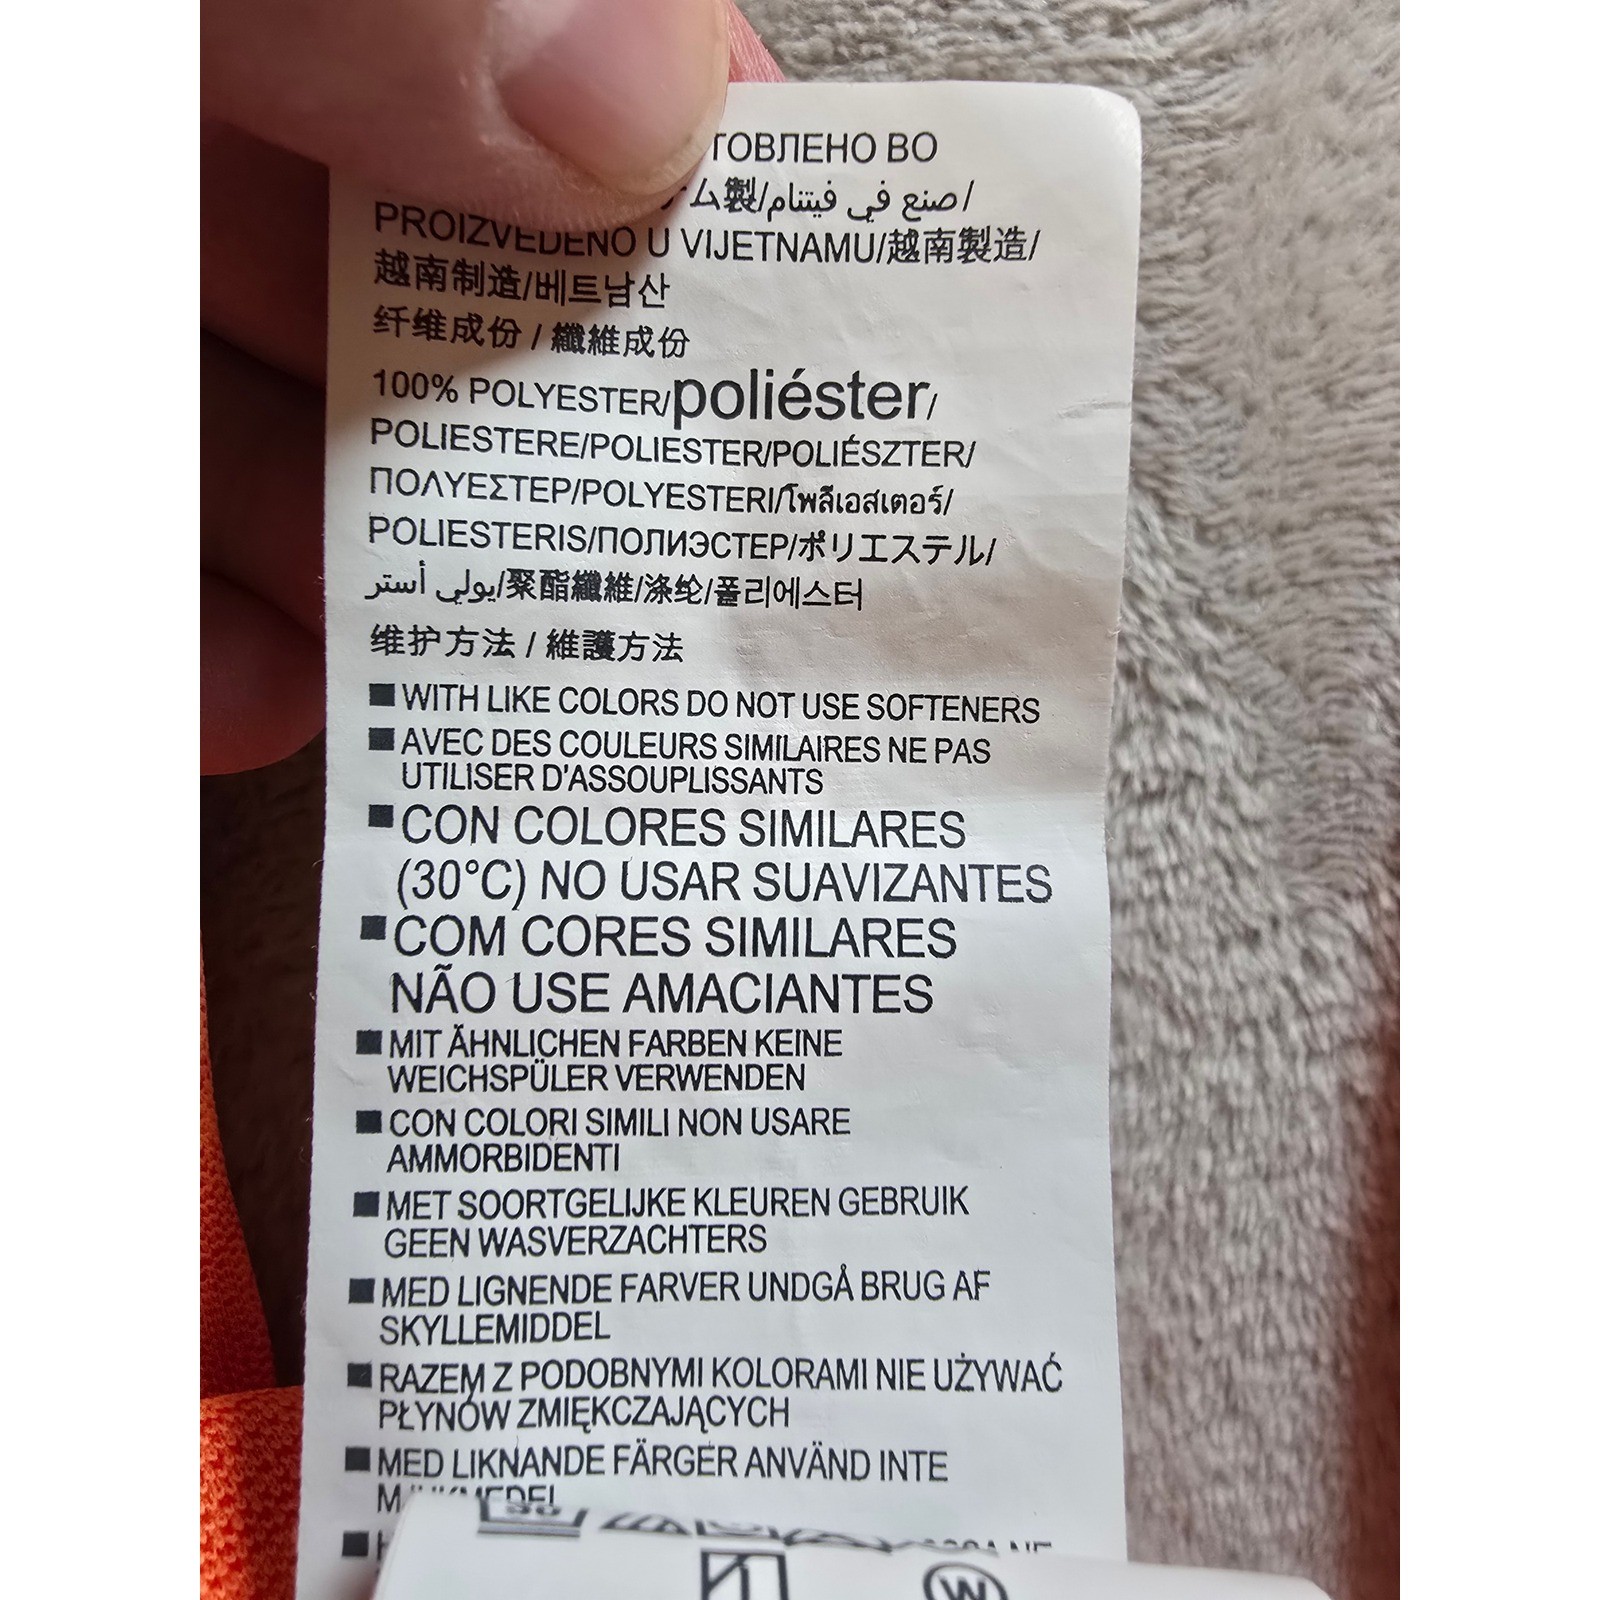 ТОВЛЕНО ВО
ム製/صنع في فيتنام/
PROIZVEDENO U VIJETNAMU/越南製造/
越南制造/베트남산
纤维成份 / 纖維成份
100% POLYESTER/poliéster/
POLIESTERE/POLIESTER/POLIÉSZTER/
ΠΟΛΥΕΣΤΕΡ/POLYESTERI/โพลีเอสเตอร์/
POLIESTERIS/ПОЛИЭСТЕР/ポリエステル/
يولي أستر/聚酯纖維/涤纶/폴리에스터
维护方法 / 維護方法
■ WITH LIKE COLORS DO NOT USE SOFTENERS
■ AVEC DES COULEURS SIMILAIRES NE PAS
UTILISER D'ASSOUPLISSANTS
■ CON COLORES SIMILARES
(30°C) NO USAR SUAVIZANTES
■ COM CORES SIMILARES
NÃO USE AMACIANTES
■ MIT ÄHNLICHEN FARBEN KEINE
WEICHSPÜLER VERWENDEN
■ CON COLORI SIMILI NON USARE
AMMORBIDENTI
■ MET SOORTGELIJKE KLEUREN GEBRUIK
GEEN WASVERZACHTERS
■ MED LIGNENDE FARVER UNDGÅ BRUG AF
SKYLLEMIDDEL
■ RAZEM Z PODOBNYMI KOLORAMI NIE UŻYWAĆ
PŁYNÓW ZMIĘKCZAJĄCYCH
■ MED LIKNANDE FÄRGER ANVÄND INTE
W